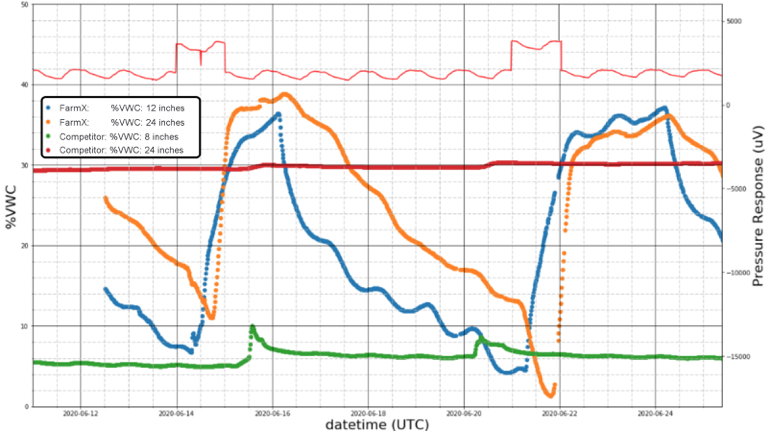 50
40
30
20
10
0
%VWC
5000
0
−5000
−10000
−15000
Pressure Response (uV)
FarmX: %VWC: 12 inches
FarmX: %VWC: 24 inches
Competitor: %VWC: 8 inches
Competitor: %VWC: 24 inches
2020-06-12 2020-06-14 2020-06-16 2020-06-18 2020-06-20 2020-06-22 2020-06-24
datetime (UTC)